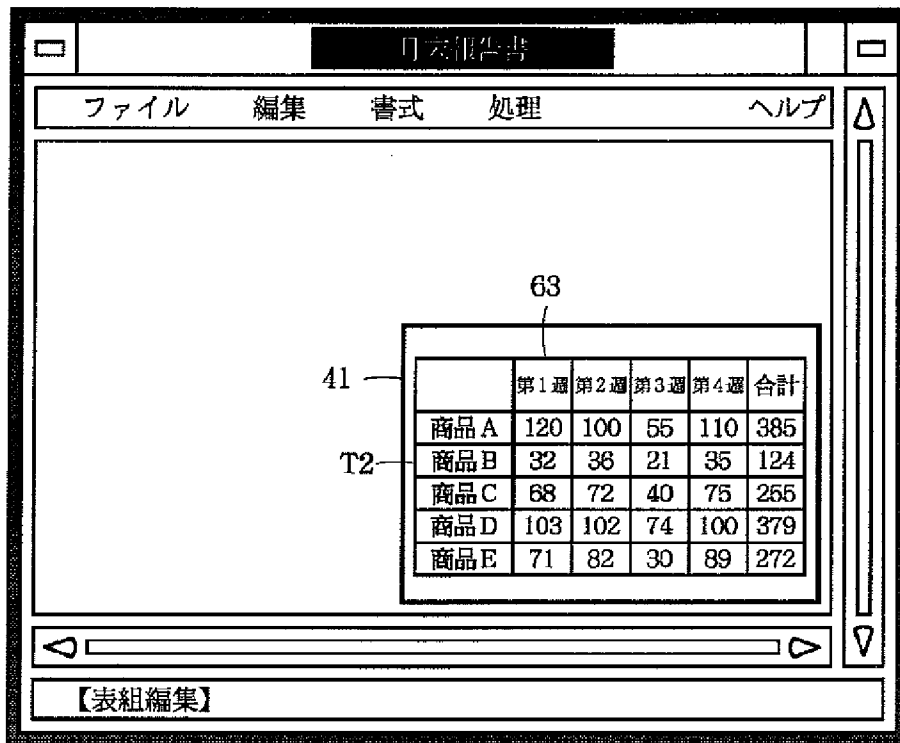 ファイル 編集 書式 処理 ヘルプ
63
41
第1週 第2週 第3週 第4週 合計
商品A 120 100 55 110 385
T2 商品B 32 36 21 35 124
商品C 68 72 40 75 255
商品D 103 102 74 100 379
商品E 71 82 30 89 272
【表組編集】